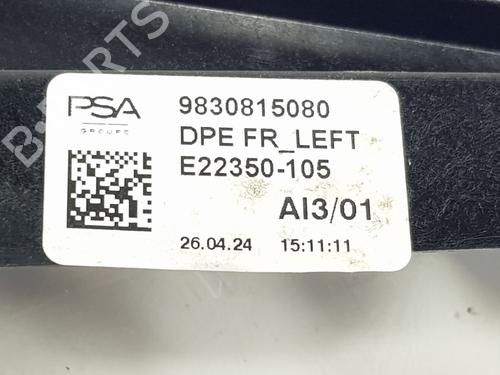 B-PARTS
PSA
GROUPE
9830815080
DPE FR_LEFT
E22350-105
AI3/01
26.04.24 15:11:11